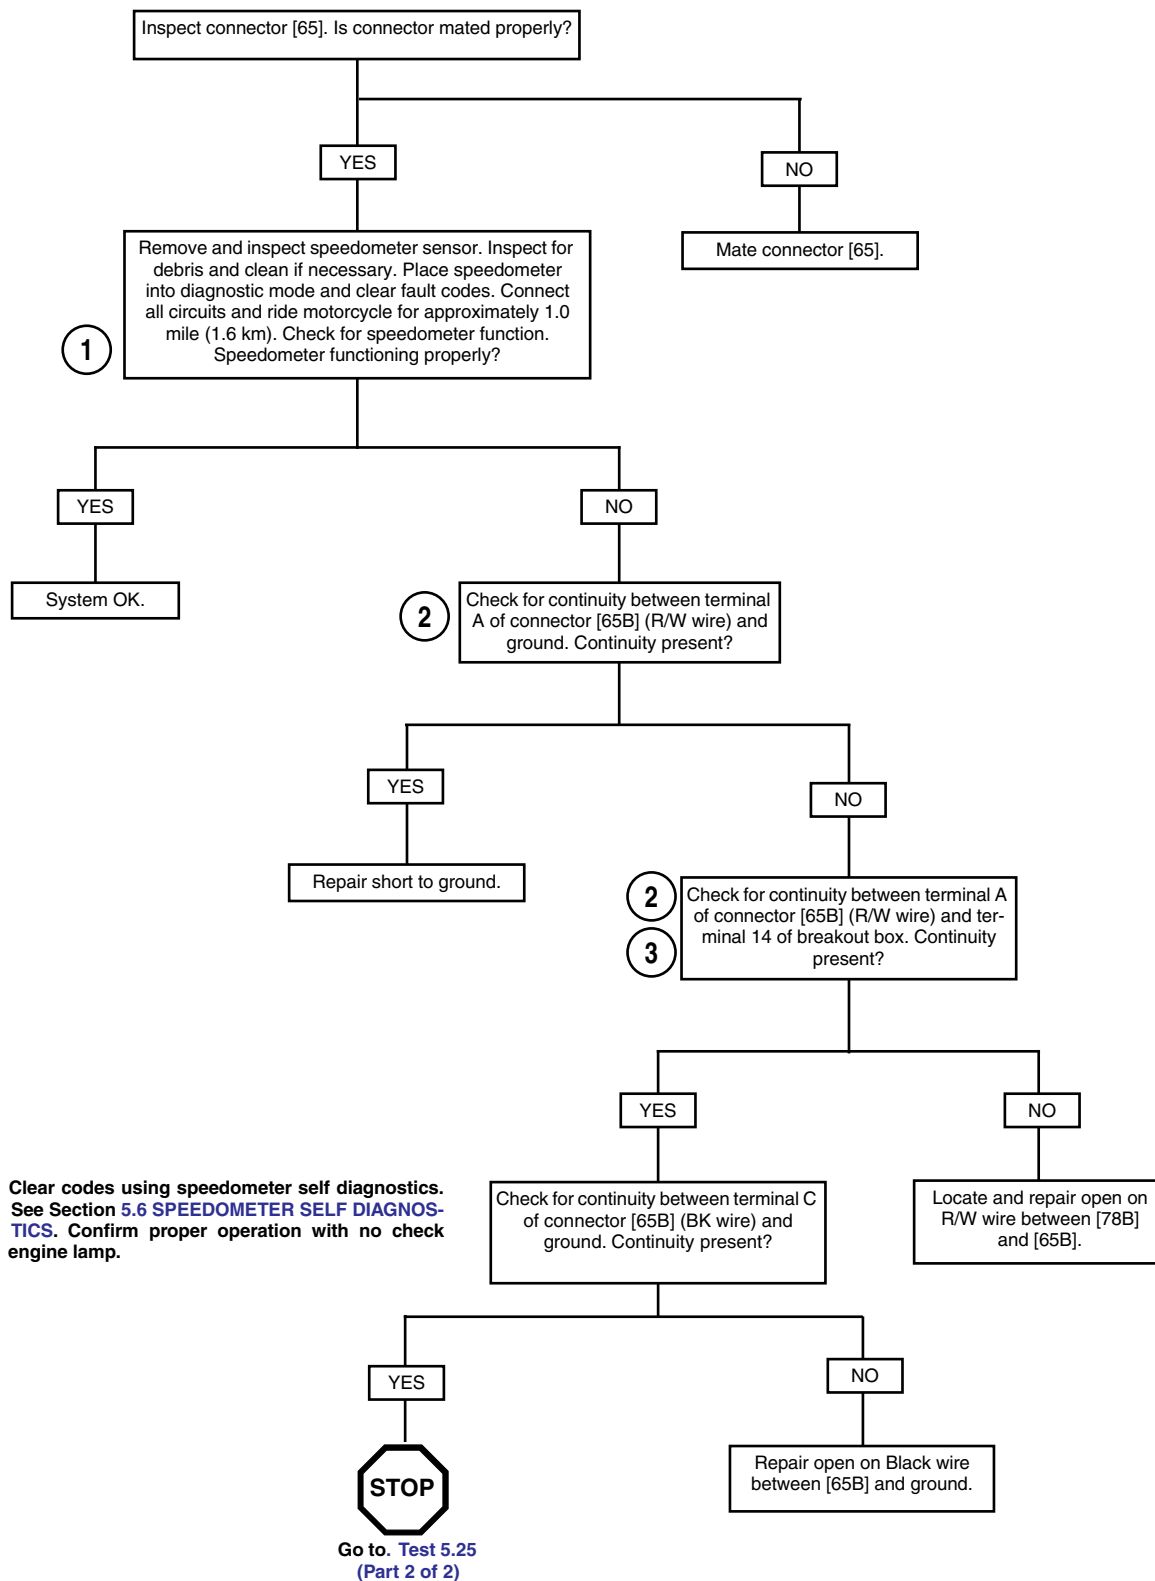 Inspect connector [65]. Is connector mated properly?
YES
NO
Remove and inspect speedometer sensor. Inspect for
debris and clean if necessary. Place speedometer
into diagnostic mode and clear fault codes. Connect
all circuits and ride motorcycle for approximately 1.0
mile (1.6 km). Check for speedometer function.
Speedometer functioning properly?
Mate connector [65].
1
YES
NO
System OK.
2
Check for continuity between terminal
A of connector [65B] (R/W wire) and
ground. Continuity present?
YES
NO
Repair short to ground.
2
3
Check for continuity between terminal A
of connector [65B] (R/W wire) and ter-
minal 14 of breakout box. Continuity
present?
YES
NO
Clear codes using speedometer self diagnostics.
See Section 5.6 SPEEDOMETER SELF DIAGNOS-
TICS. Confirm proper operation with no check
engine lamp.
Check for continuity between terminal C
of connector [65B] (BK wire) and
ground. Continuity present?
Locate and repair open on
R/W wire between [78B]
and [65B].
YES
NO
STOP
Repair open on Black wire
between [65B] and ground.
Go to. Test 5.25
(Part 2 of 2)